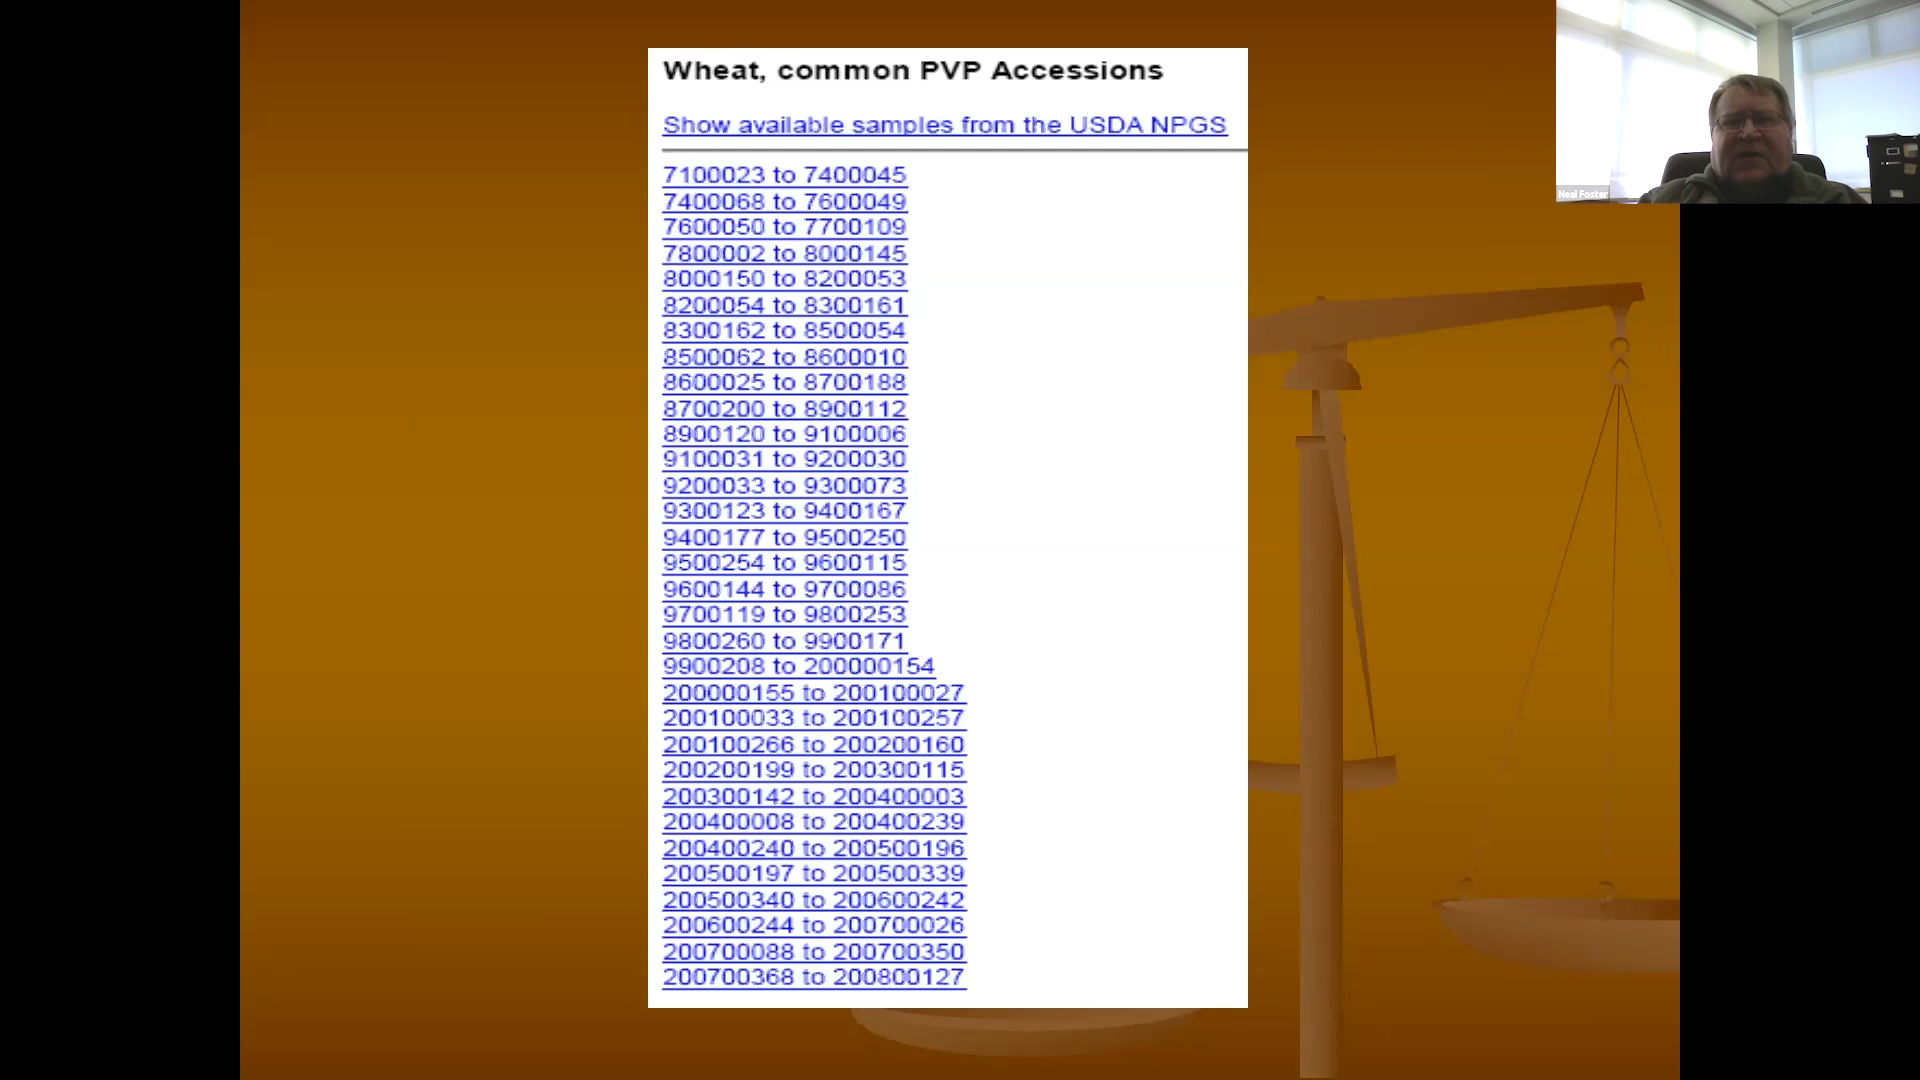 Wheat, common PVP Accessions
Show available samples from the USDA NPGS
7100023 to 7400045
7400068 to 7600049
7600050 to 7700109
7800002 to 8000145
8000150 to 8200053
8200054 to 8300161
8300162 to 8500054
8500062 to 8600010
8600025 to 8700188
8700200 to 8900112
8900120 to 9100006
9100031 to 9200030
9200033 to 9300073
9300123 to 9400167
9400177 to 9500250
9500254 to 9600115
9600144 to 9700086
9700119 to 9800253
9800260 to 9900171
9900208 to 200000154
200000155 to 200100027
200100033 to 200100257
200100266 to 200200160
200200199 to 200300115
200300142 to 200400003
200400008 to 200400239
200400240 to 200500196
200500197 to 200500339
200500340 to 200600242
200600244 to 200700026
200700088 to 200700350
200700368 to 200800127
Neal Foster